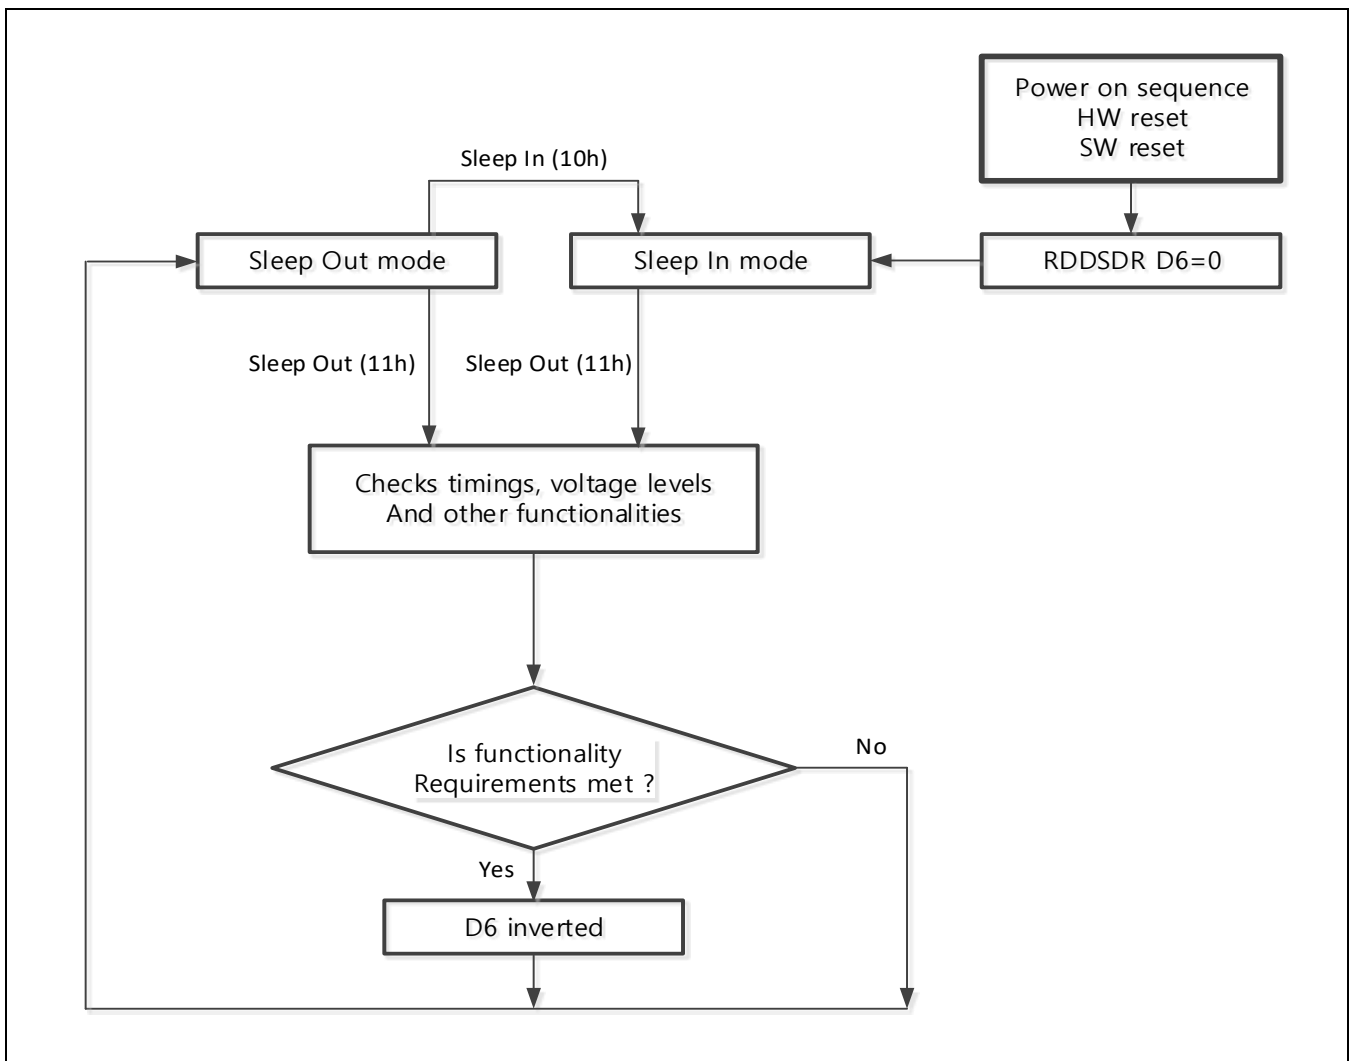 Power on sequence
HW reset
SW reset
Sleep In (10h)
Sleep Out mode
Sleep In mode
RDDSDR D6=0
Sleep Out (11h)
Sleep Out (11h)
Checks timings, voltage levels
And other functionalities
Is functionality
Requirements met ?
No
Yes
D6 inverted